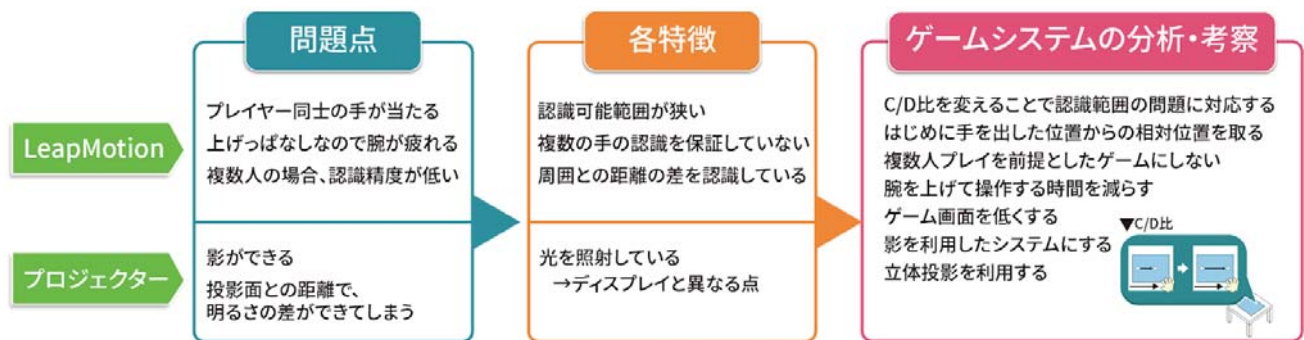 問題点
各特徴
ゲームシステムの分析・考察
LeapMotion
プレイヤー同士の手が当たる
上げっぱなしなので腕が疲れる
複数人の場合、認識精度が低い
認識可能範囲が狭い
複数の手の認識を保証していない
周囲との距離の差を認識している
プロジェクター
影ができる
投影面との距離で、
明るさの差ができてしまう
光を照射している
→ディスプレイと異なる点
C/D比を変えることで認識範囲の問題に対応する
はじめに手を出した位置からの相対位置を取る
複数人プレイを前提としたゲームにしない
腕を上げて操作する時間を減らす
ゲーム画面を低くする
影を利用したシステムにする
立体投影を利用する
▼C/D比